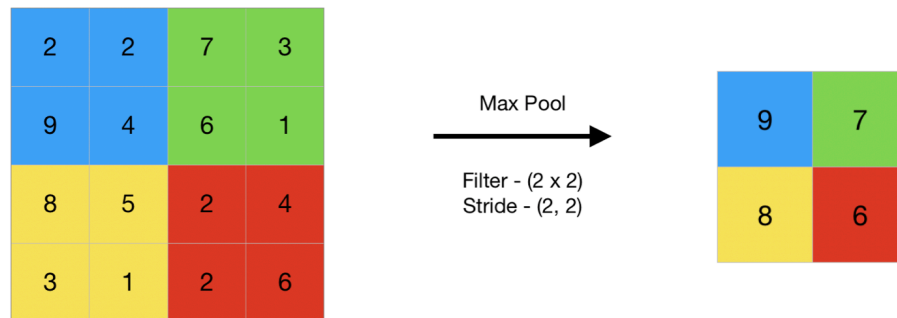 2 2 7 3
9 4 6 1
8 5 2 4
3 1 2 6
Max Pool
Filter - (2 x 2)
Stride - (2, 2)
9 7
8 6